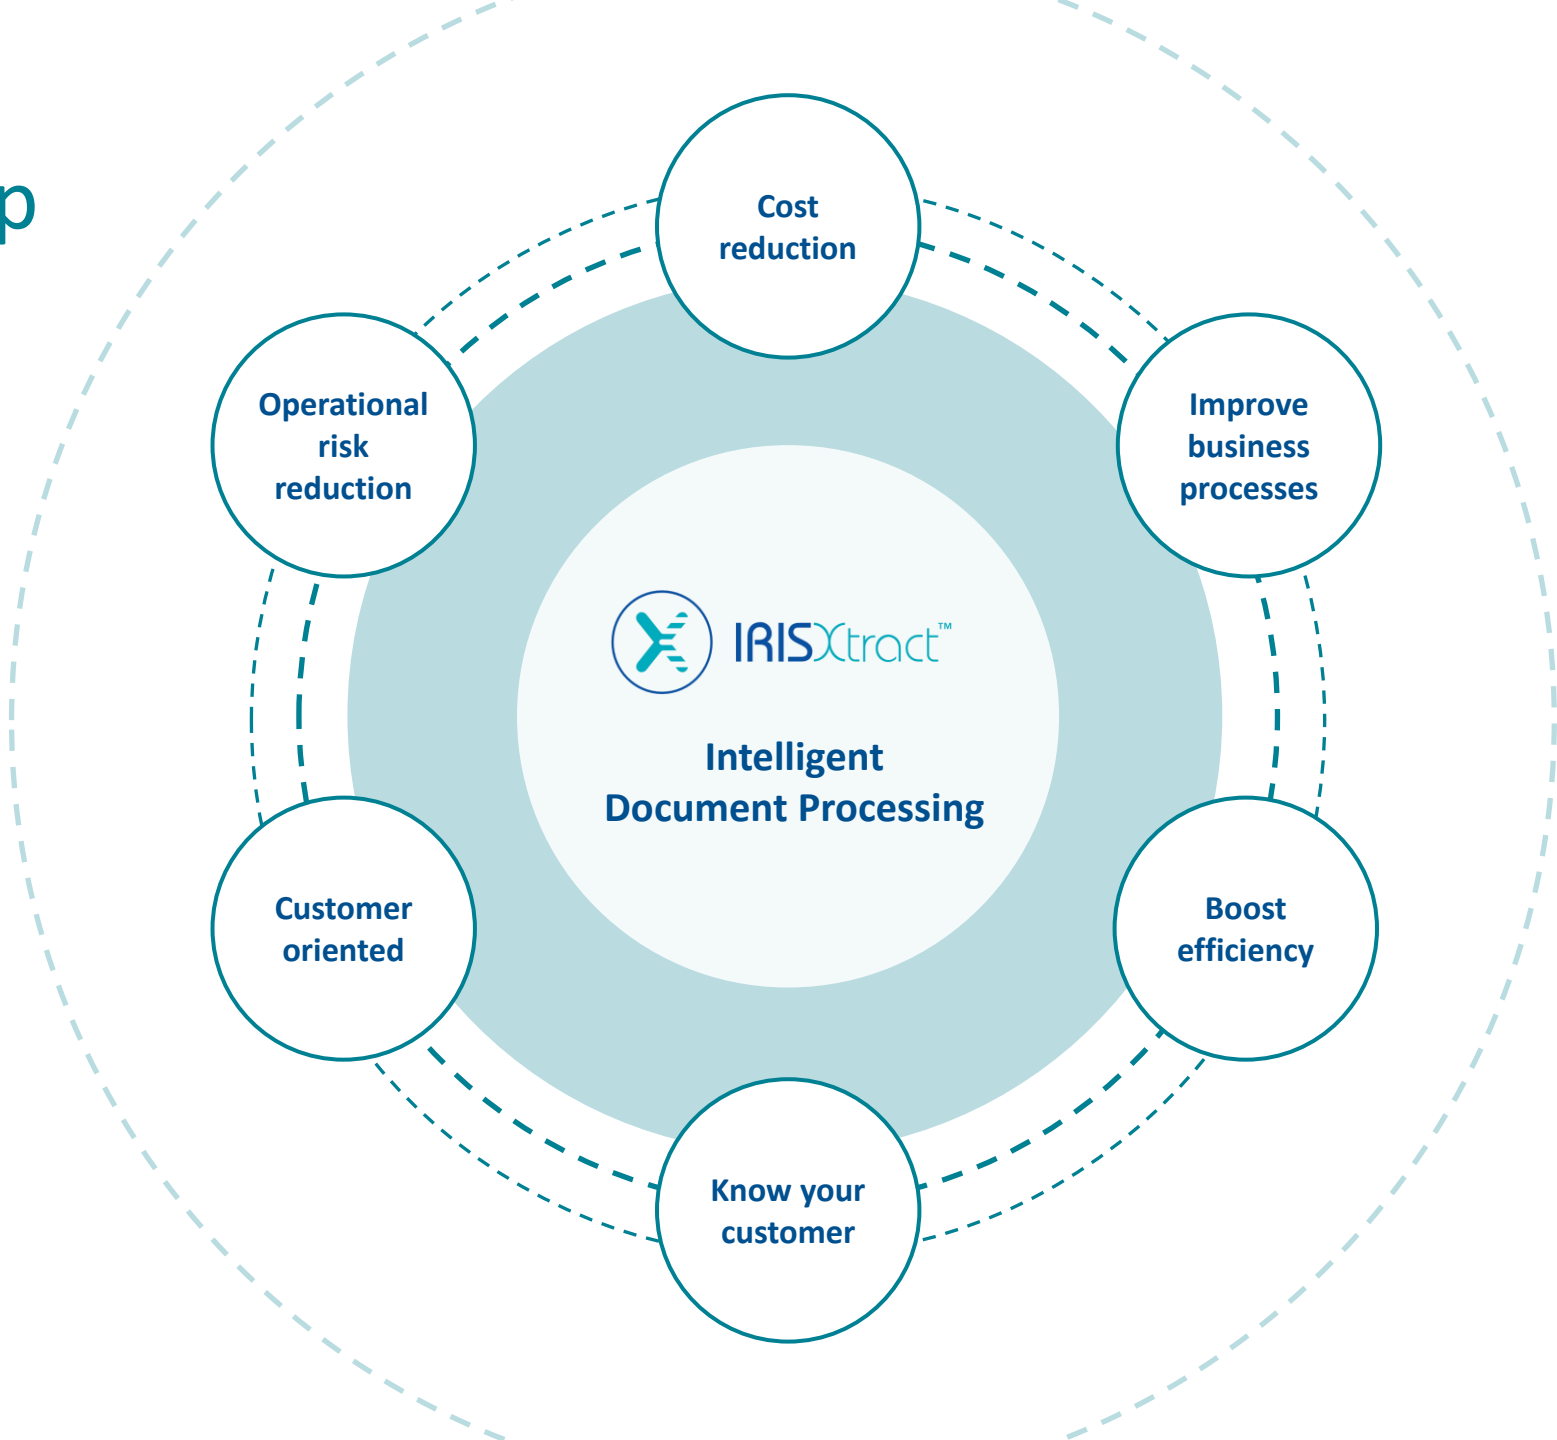 p
Cost
reduction
Operational
risk
reduction
Improve
business
processes
IRISXtract™
Intelligent
Document Processing
Customer
oriented
Boost
efficiency
Know your
customer